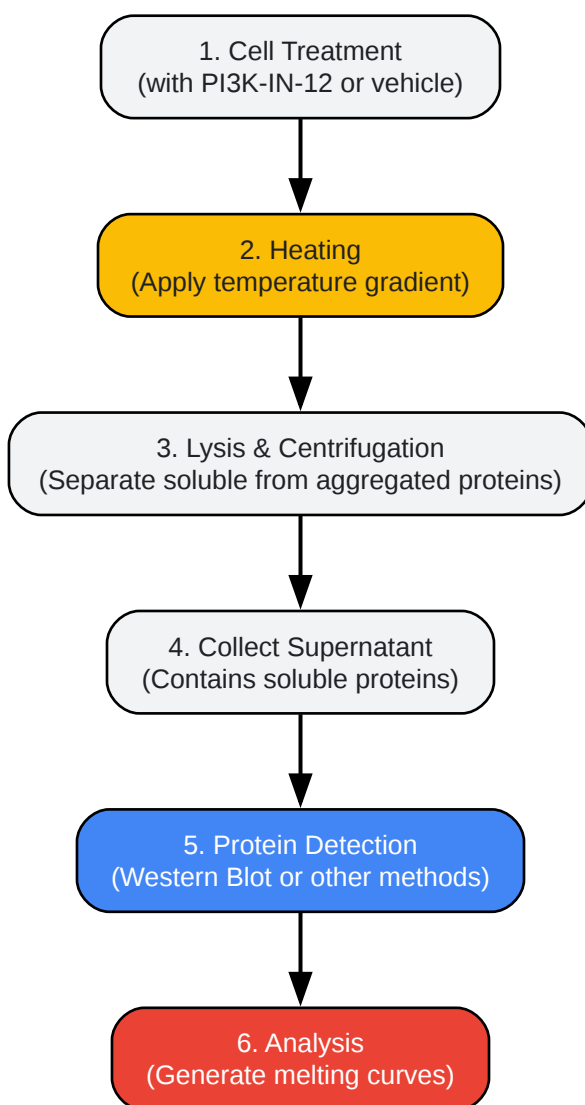 1. Cell Treatment
(with PI3K-IN-12 or vehicle)
2. Heating
(Apply temperature gradient)
3. Lysis & Centrifugation
(Separate soluble from aggregated proteins)
4. Collect Supernatant
(Contains soluble proteins)
5. Protein Detection
(Western Blot or other methods)
6. Analysis
(Generate melting curves)